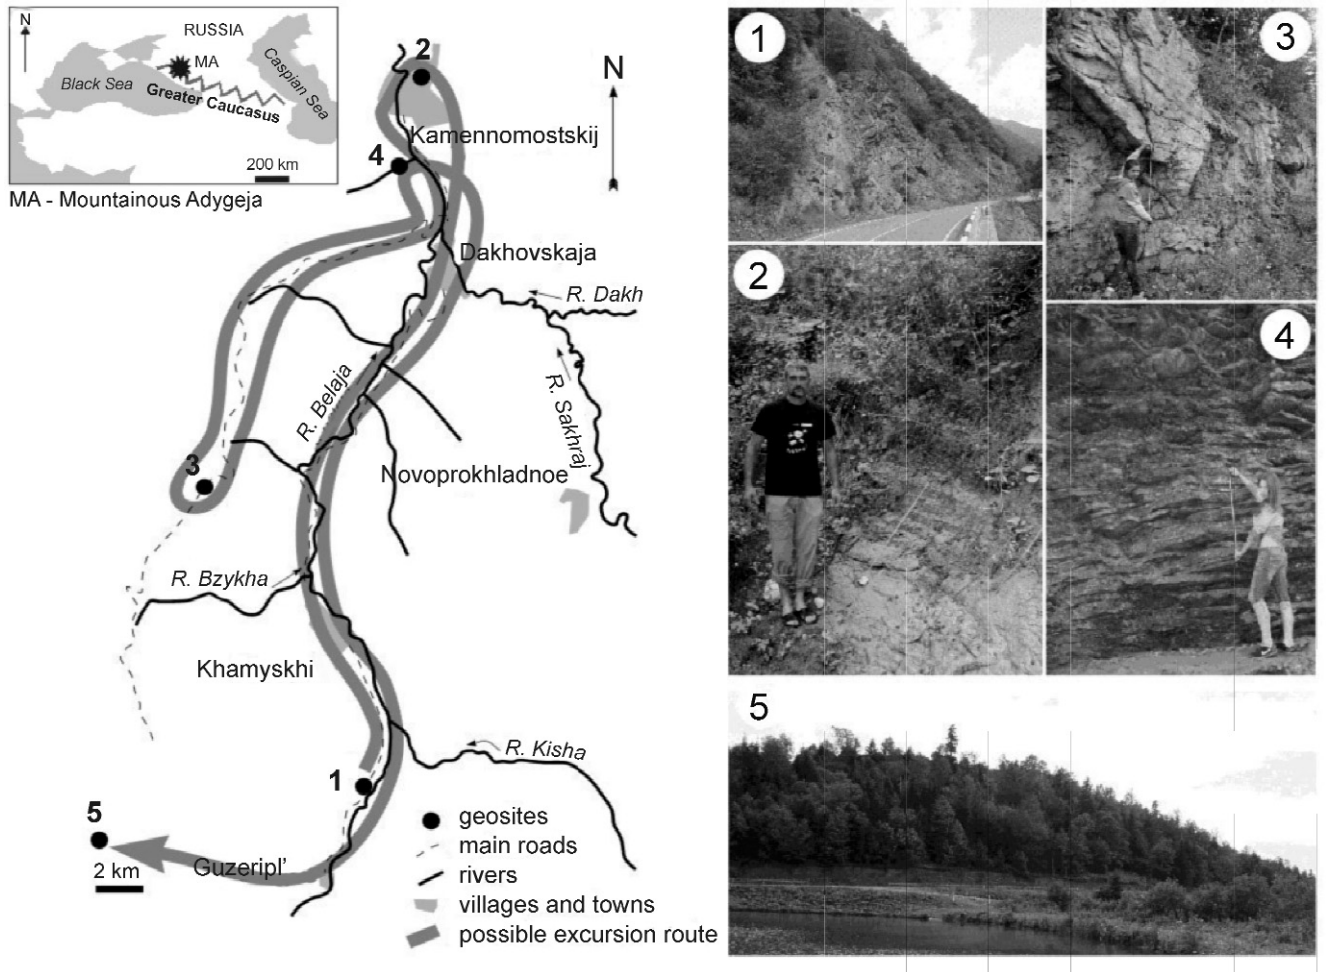 N
RUSSIA
MA
Black Sea
Caspian Sea
Greater Caucasus
200 km
MA - Mountainous Adygeja
2
N
Kamennomostskij
4
Dakhovskaja
R. Dakh
R. Belaja
R. Sakhraj
3
Novoprokhladnoe
R. Bzykha
Khamyskhi
R. Kisha
1
5
2 km
Guzeripl'
geosites
main roads
rivers
villages and towns
possible excursion route
1
3
2
4
5